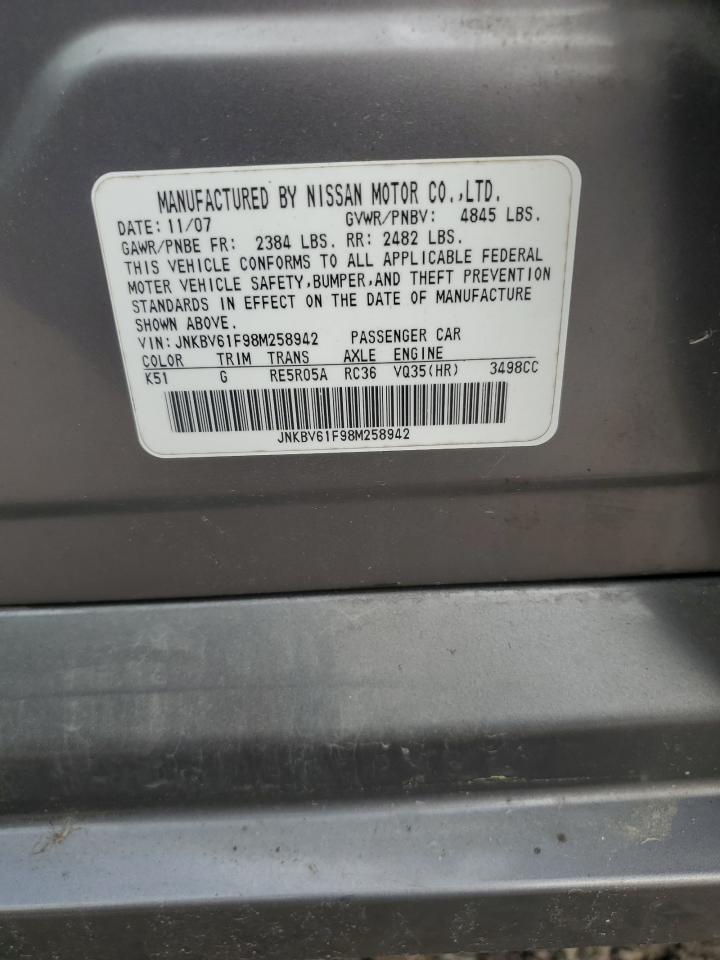 MANUFACTURED BY NISSAN MOTOR CO.,LTD.
DATE: 11/07 GVWR/PNBV: 4845 LBS.
GAWR/PNBE FR: 2384 LBS. RR: 2482 LBS.
THIS VEHICLE CONFORMS TO ALL APPLICABLE FEDERAL
MOTER VEHICLE SAFETY,BUMPER,AND THEFT PREVENTION
STANDARDS IN EFFECT ON THE DATE OF MANUFACTURE
SHOWN ABOVE.
VIN:JNKBV61F98M258942 PASSENGER CAR
COLOR TRIM TRANS AXLE ENGINE
K51 G RE5R05A RC36 VQ35(HR) 3498CC
JNKBV61F98M258942